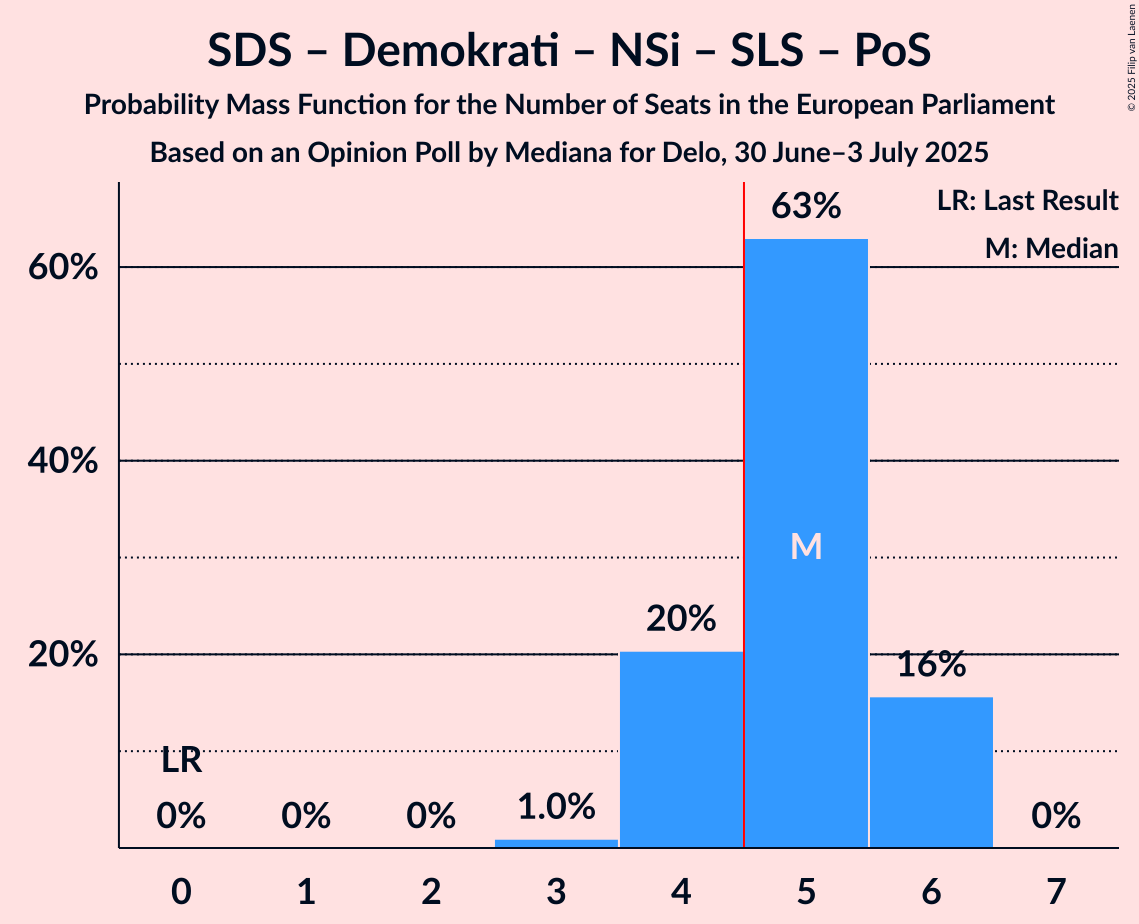 SDS – Demokrati – NSi – SLS – PoS
Probability Mass Function for the Number of Seats in the European Parliament
Based on an Opinion Poll by Mediana for Delo, 30 June–3 July 2025
© 2025 Filip van Laenen
LR: Last Result
M: Median
63%
60%
40%
M
20%
20%
16%
LR
0%
0%
0%
1.0%
0%
0
1
2
3
4
5
6
7